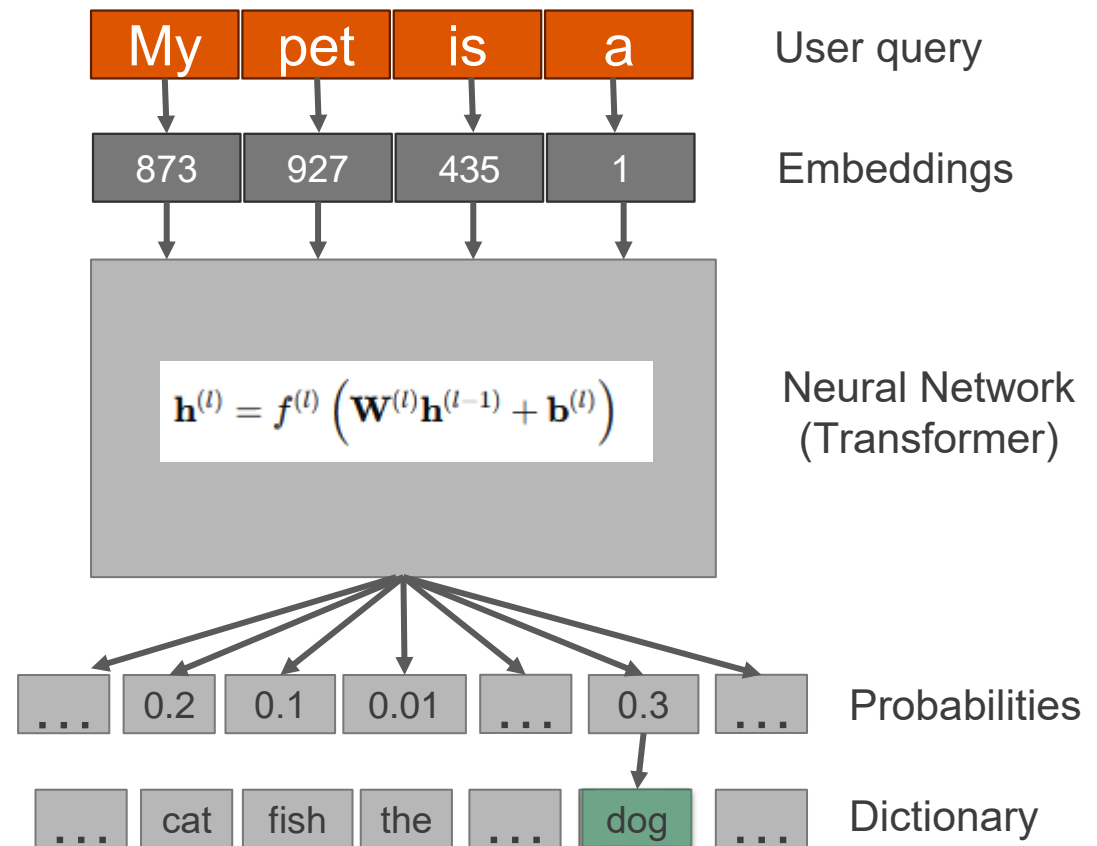 My pet is a User query
873 927 435 1 Embeddings
h^{(l)} = f^{(l)} ( W^{(l)} h^{(l-1)} + b^{(l)} )
Neural Network
(Transformer)
... 0.2 0.1 0.01 ... 0.3 ... Probabilities
... cat fish the ... dog ... Dictionary